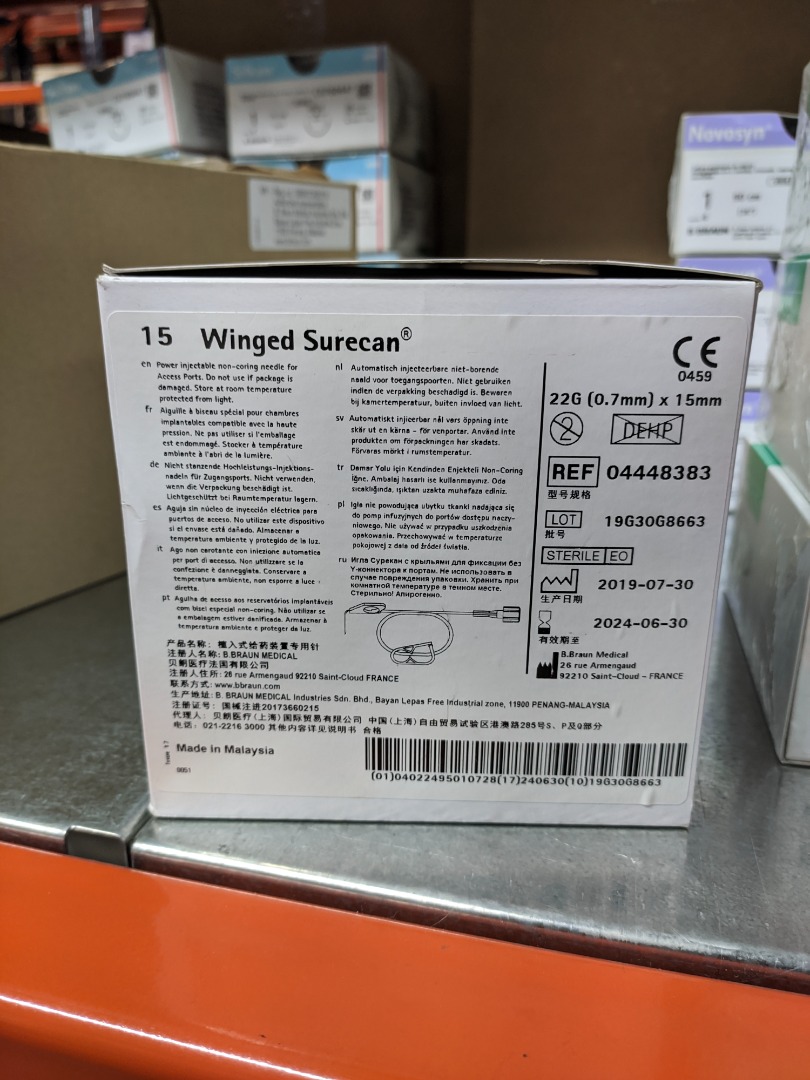 Novosyn®
1
15 Winged Surecan®
en Power injectable non-coring needle for
Access Ports. Do not use if package is
damaged. Store at room temperature
protected from light.
fr Aiguille à biseau spécial pour chambres
implantables compatible avec la haute
pression. Ne pas utiliser si l'emballage
est endommagé. Stocker à température
ambiante à l'abri de la lumière.
de Nicht stanzende Hochleistungs-Injektions-
nadeln für Zugangsports. Nicht verwenden,
wenn die Verpackung beschädigt ist.
Lichtgeschützt bei Raumtemperatur lagern.
es Aguja sin núcleo de inyección eléctrica para
puertos de acceso. No utilizar este dispositivo
si el envase está dañado. Almacenar a
temperatura ambiente y protegido de la luz.
it Ago non carotante con iniezione automatica
per port di accesso. Non utilizzare se la
confezione è danneggiata. Conservare a
temperatura ambiente, non esporre a luce
diretta.
pt Agulha de acesso aos reservatórios implantáveis
com bisel especial non-coring. Não utilizar se
a embalagem estiver danificada. Armazenar à
temperatura ambiente e proteger da luz.
nl Automatisch injecteerbare niet-borende
naald voor toegangspoorten. Niet gebruiken
indien de verpakking beschadigd is. Bewaren
bij kamertemperatuur, buiten invloed van licht.
sv Automatiskt injicerbar nål vars öppning inte
skär ut en kärna – för venportar. Använd inte
produkten om förpackningen har skadats.
Förvaras mörkt i rumstemperatur.
tr Damar Yolu için Kendinden Enjekteli Non-Coring
İğne. Ambalaj hasarlı ise kullanmayınız. Oda
sıcaklığında, ışıktan uzakta muhafaza ediniz.
pl Igła nie powodująca ubytku tkanki nadająca się
do pomp infuzyjnych do portów dostępu naczy-
niowego. Nie używać w przypadku uszkodzenia
opakowania. Przechowywać w temperaturze
pokojowej z dala od źródeł światła.
ru Игла Сурекан с крыльями для фиксации без
Y-коннектора к портам. Не использовать в
случае повреждения упаковки. Хранить при
комнатной температуре в темном месте.
Стерильно! Апирогенно.
CE
0459
22G (0.7mm) x 15mm
2
DEHP
REF 04448383
型号规格
LOT 19G30G8663
批号
STERILE EO
2019-07-30
生产日期
2024-06-30
有效期至
B.Braun Medical
26 rue Armengaud
92210 Saint-Cloud – FRANCE
产品名称: 植入式给药装置专用针
注册人名称: B.BRAUN MEDICAL
贝朗医疗法国有限公司
注册人住所: 26 rue Armengaud 92210 Saint-Cloud FRANCE
联系方式: www.bbraun.com
生产地址: B. BRAUN MEDICAL Industries Sdn. Bhd., Bayan Lepas Free Industrial zone, 11900 PENANG-MALAYSIA
注册证号: 国械注进20173660215
代理人: 贝朗医疗(上海)国际贸易有限公司 中国(上海)自由贸易试验区港澳路285号S、P及Q部分
电话: 021-2216 3000 其他内容详见说明书 合格
Made in Malaysia
0051
(01)04022495010728(17)240630(10)19G30G8663